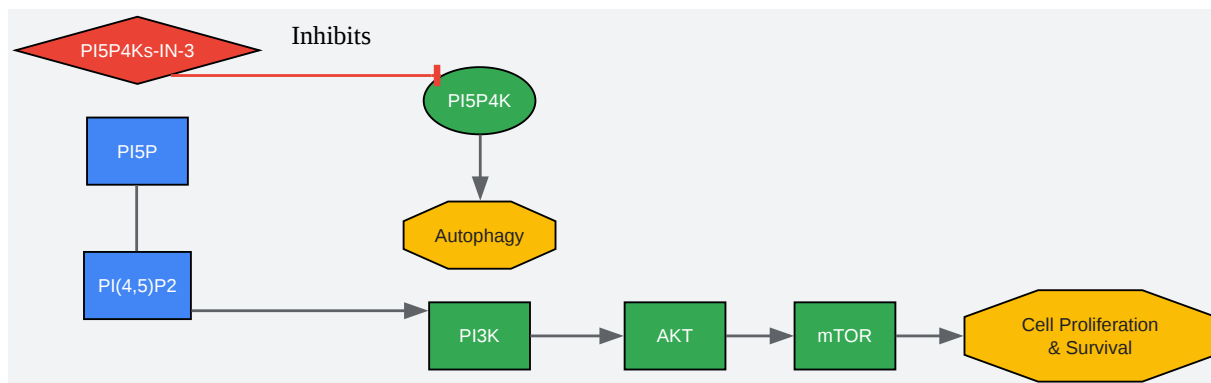 PI5P4Ks-IN-3
Inhibits
PI5P4K
PI5P
Autophagy
PI(4,5)P2
PI3K
AKT
mTOR
Cell Proliferation
& Survival